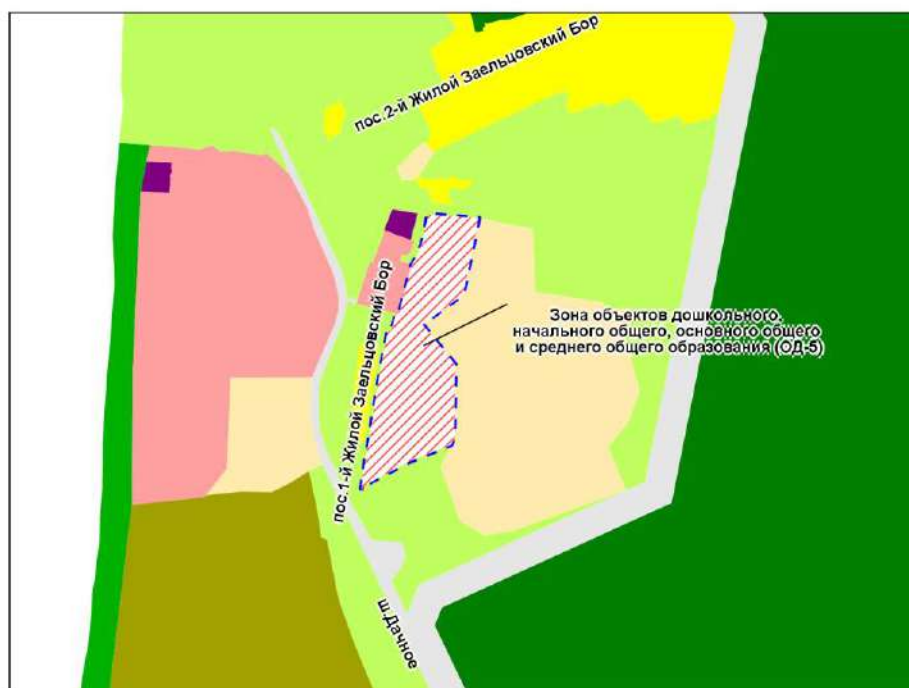 пос.2-й Жилой Заельцовский Бор
пос.1-й Жилой Заельцовский Бор
Зона объектов дошкольного,
начального общего, основного общего
и среднего общего образования (ОД-5)
ш.Дачное